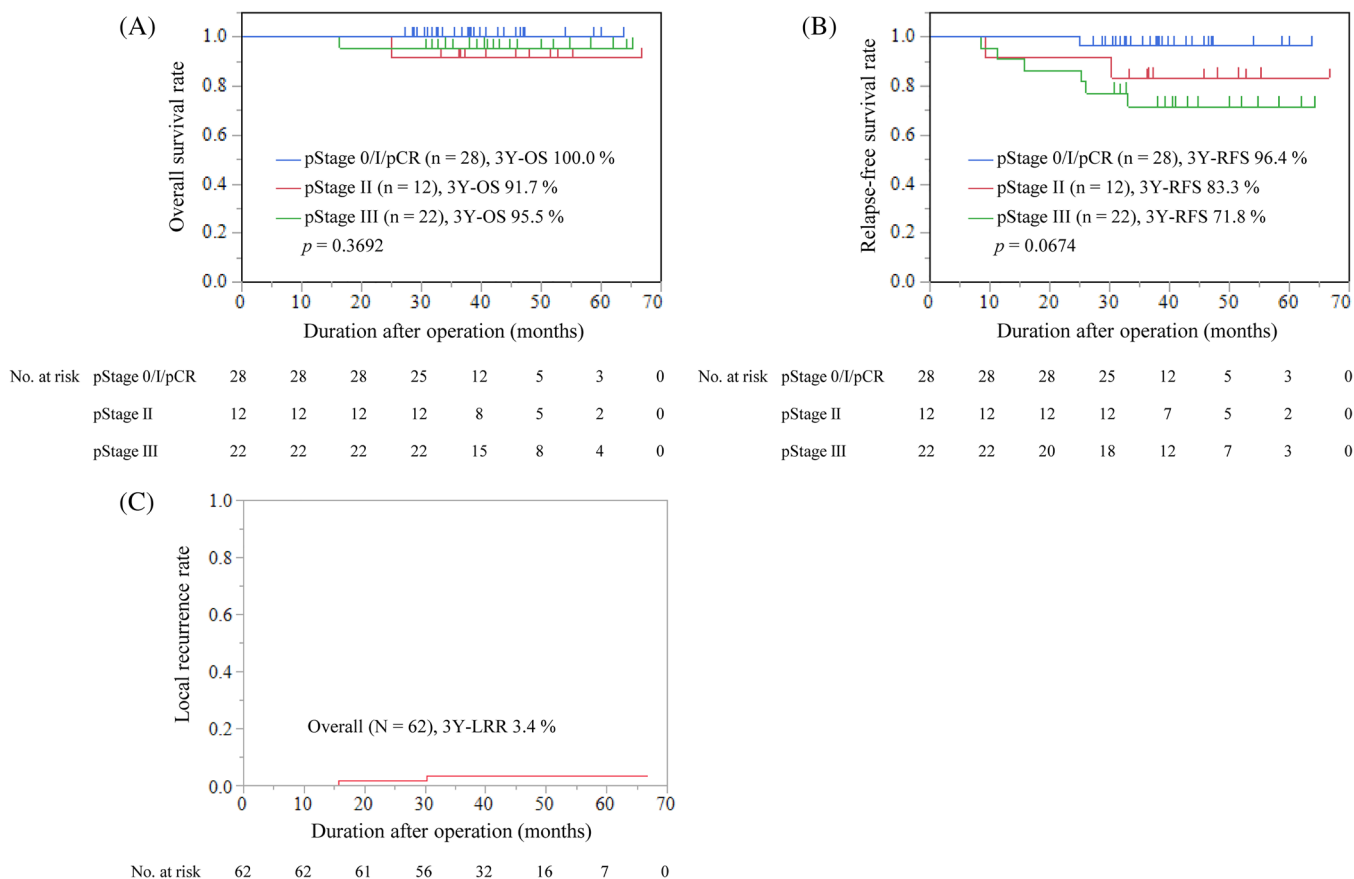 (A)
Overall survival rate
1.0
0.8
0.6
0.4
0.2
0.0
pStage 0/I/pCR (n = 28), 3Y-OS 100.0 %
pStage II (n = 12), 3Y-OS 91.7 %
pStage III (n = 22), 3Y-OS 95.5 %
p = 0.3692
0 20 30 40 50 60 70
Duration after operation (months)
No. at risk pStage 0/I/pCR 28 28 28 25 12 5 3 0
pStage II 12 12 12 12 8 5 2 0
pStage III 22 22 22 22 15 8 4 0
(B)
Relapse-free survival rate
1.0
0.8
0.6
0.4
0.2
0.0
pStage 0/I/pCR (n = 28), 3Y-RFS 96.4 %
pStage II (n = 12), 3Y-RFS 83.3 %
pStage III (n = 22), 3Y-RFS 71.8 %
p = 0.0674
0 10 20 30 40 50 60 70
Duration after operation (months)
No. at risk pStage 0/I/pCR 28 28 28 25 12 5 3 0
pStage II 12 12 12 12 7 5 2 0
pStage III 22 22 20 18 12 7 3 0
(C)
Local recurrence rate
1.0
0.8
0.6
0.4
0.2
0.0
Overall (N = 62), 3Y-LRR 3.4 %
0 10 20 30 40 50 60 70
Duration after operation (months)
No. at risk 62 62 61 56 32 16 7 0